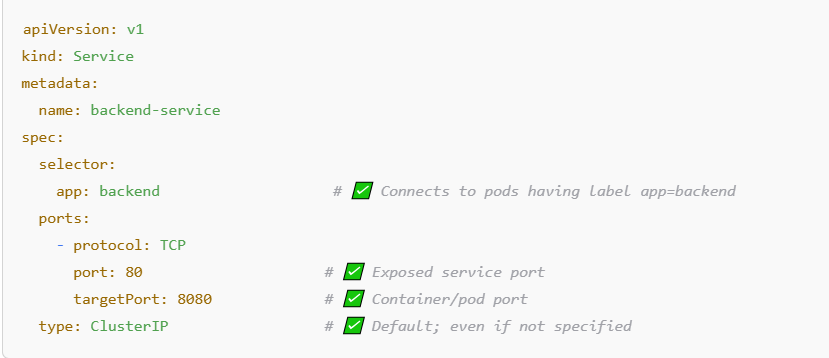 apiVersion: v1
kind: Service
metadata:
  name: backend-service
spec:
  selector:
    app: backend                    # ✅ Connects to pods having label app=backend
  ports:
    - protocol: TCP
      port: 80                     # ✅ Exposed service port
      targetPort: 8080             # ✅ Container/pod port
  type: ClusterIP                  # ✅ Default; even if not specified